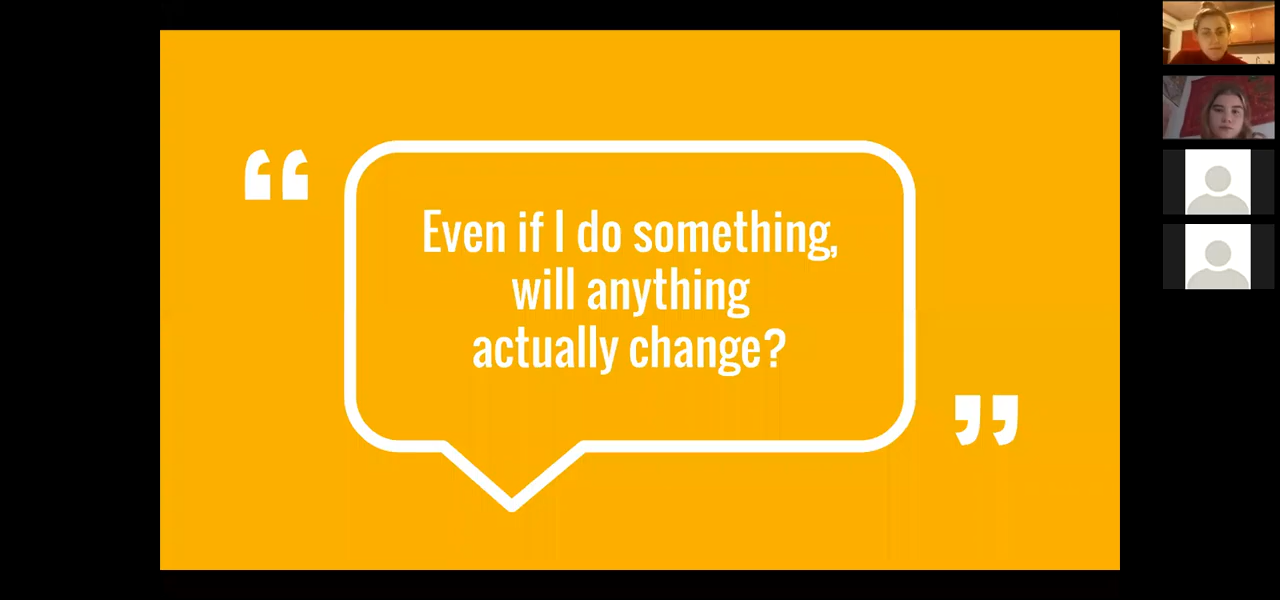 “
Even if I do something,
will anything
actually change?
”